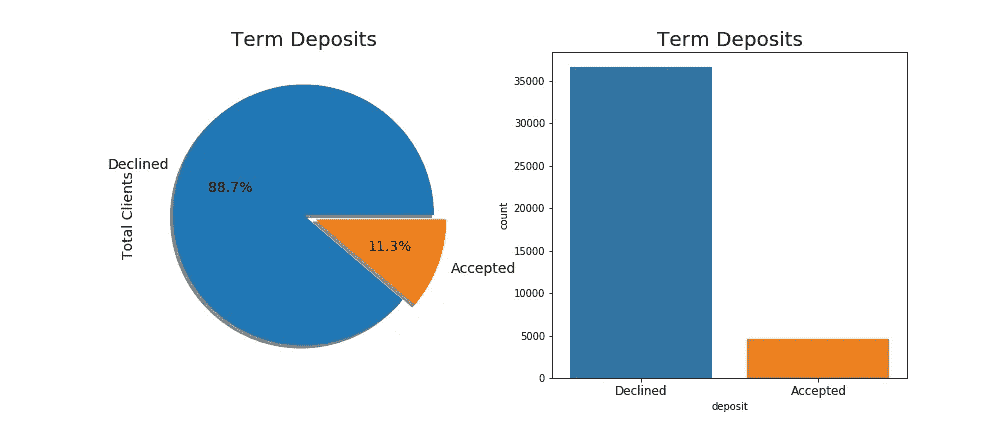 Term Deposits
Declined
88.7%
Total Clients
11.3%
Accepted
Term Deposits
35000
30000
25000
20000
15000
10000
5000
0
count
Declined
Accepted
deposit